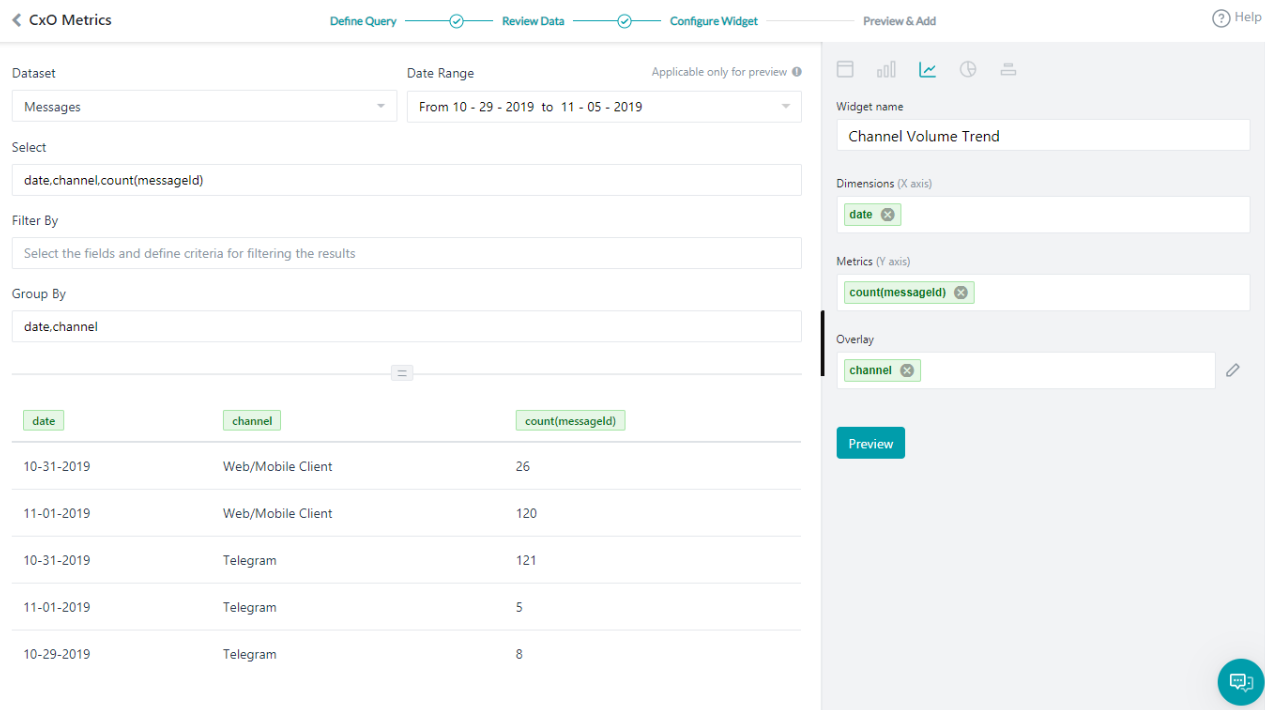 CxO Metrics
Define Query
Review Data
Configure Widget
Preview & Add
Help
Dataset
Date Range
Applicable only for preview
Messages
From 10 - 29 - 2019 to 11 - 05 - 2019
Select
date,channel,count(messageId)
Filter By
Select the fields and define criteria for filtering the results
Group By
date,channel
date channel count(messageId)
10-31-2019 Web/Mobile Client 26
11-01-2019 Web/Mobile Client 120
10-31-2019 Telegram 121
11-01-2019 Telegram 5
10-29-2019 Telegram 8
Widget name
Channel Volume Trend
Dimensions (X axis)
date
Metrics (Y axis)
count(messageId)
Overlay
channel
Preview